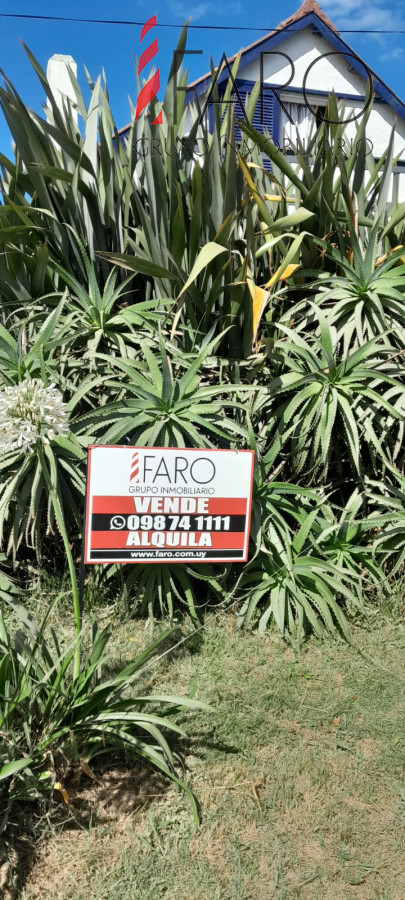 FARO
GRUPO INMOBILIARIO
FARO
GRUPO INMOBILIARIO
VENDE
098 74 1111
ALQUILA
www.faro.com.uy